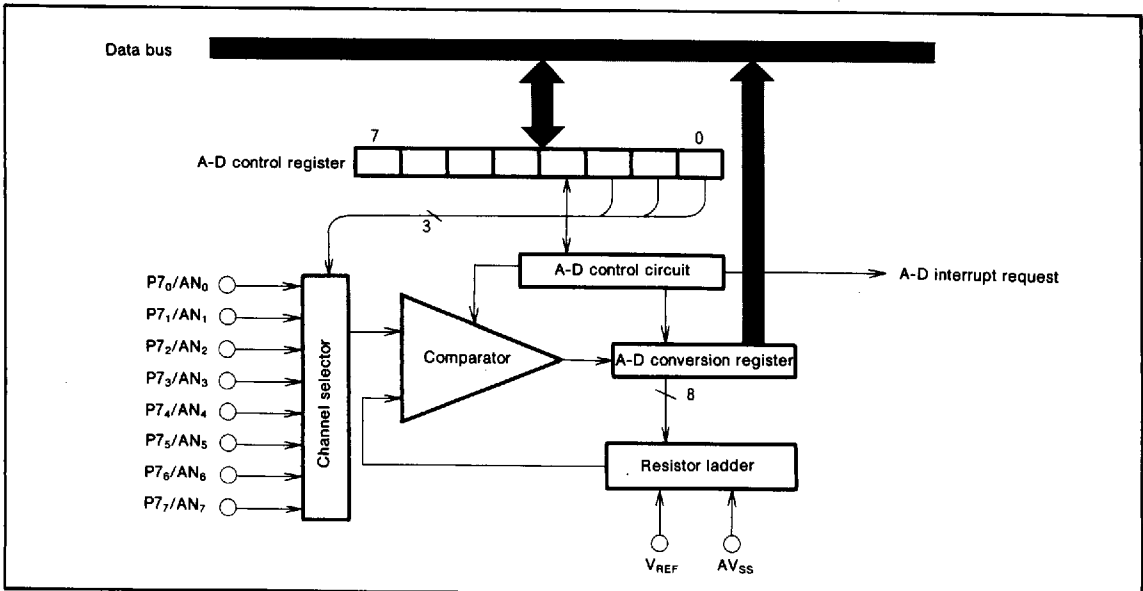 Data bus
7 0
A-D control register
3
A-D control circuit
A-D interrupt request
P7₀/AN₀
P7₁/AN₁
P7₂/AN₂
P7₃/AN₃
P7₄/AN₄
P7₅/AN₅
P7₆/AN₆
P7₇/AN₇
Channel selector
Comparator
A-D conversion register
8
Resistor ladder
V_REF AV_SS